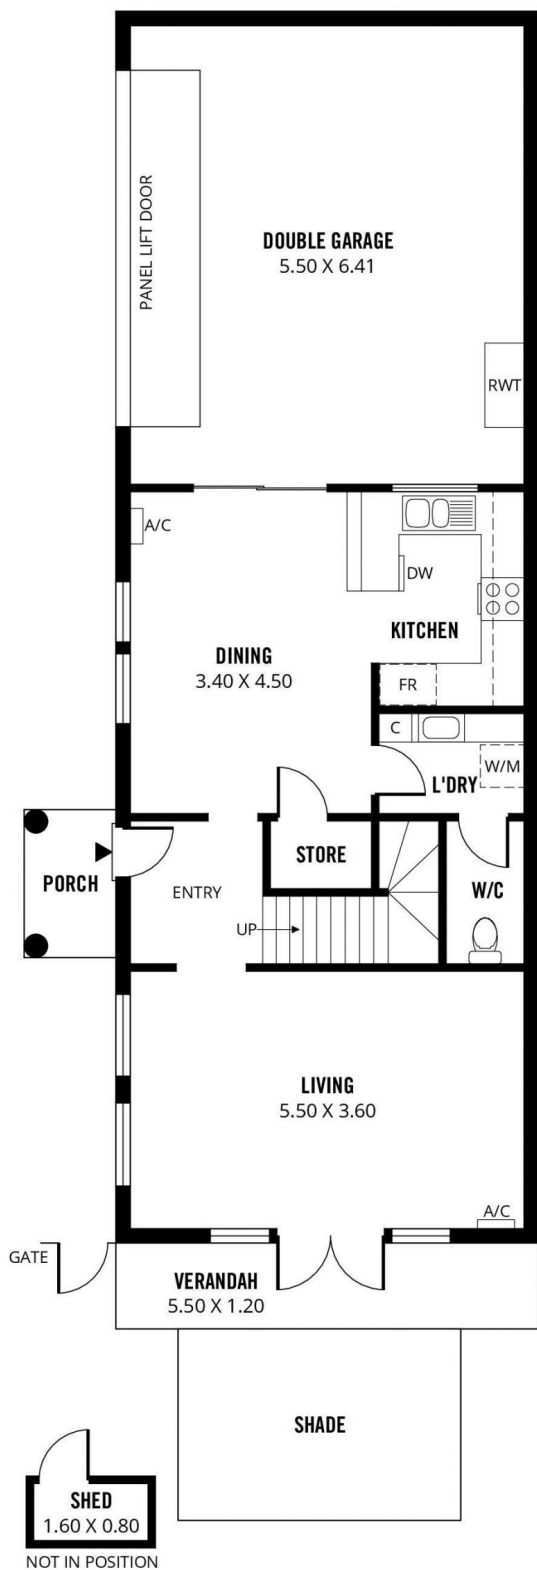 PANEL LIFT DOOR
DOUBLE GARAGE
5.50 X 6.41
RWT
A/C
DW
KITCHEN
DINING
3.40 X 4.50
FR
C
W/M
L'DRY
STORE
PORCH
ENTRY
W/C
UP
LIVING
5.50 X 3.60
A/C
GATE
VERANDAH
5.50 X 1.20
SHADE
SHED
1.60 X 0.80
NOT IN POSITION